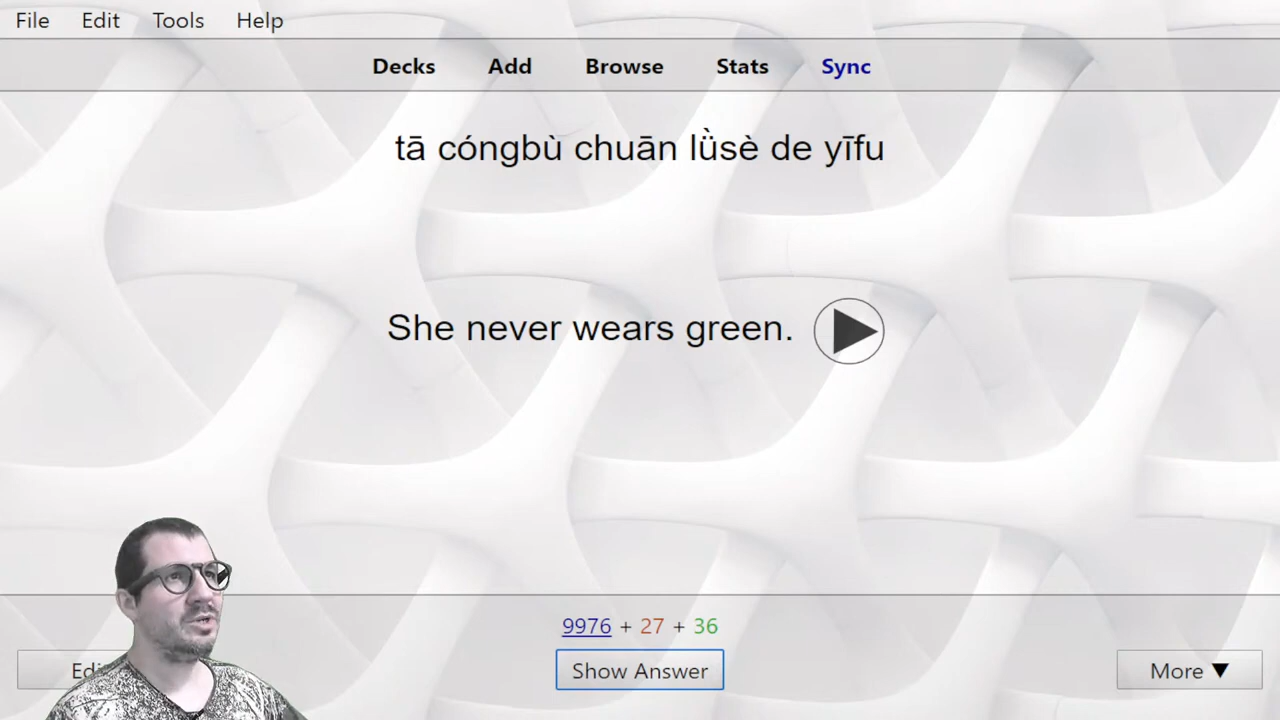 File Edit Tools Help
Decks Add Browse Stats Sync
tā cóngbù chuān lǜsè de yīfu
She never wears green.
9976 + 27 + 36
Show Answer More ▼